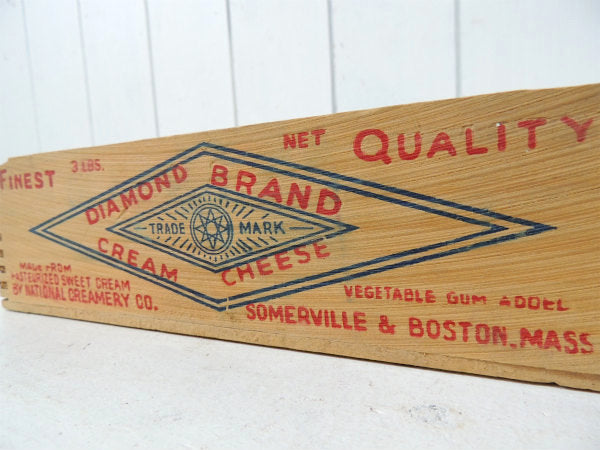 FINEST 3 LBS. NET QUALITY
DIAMOND BRAND
TRADE MARK
CREAM CHEESE
MADE FROM
PASTEURIZED SWEET CREAM
BY NATIONAL CREAMERY CO.
VEGETABLE GUM ADDED
SOMERVILLE & BOSTON, MASS